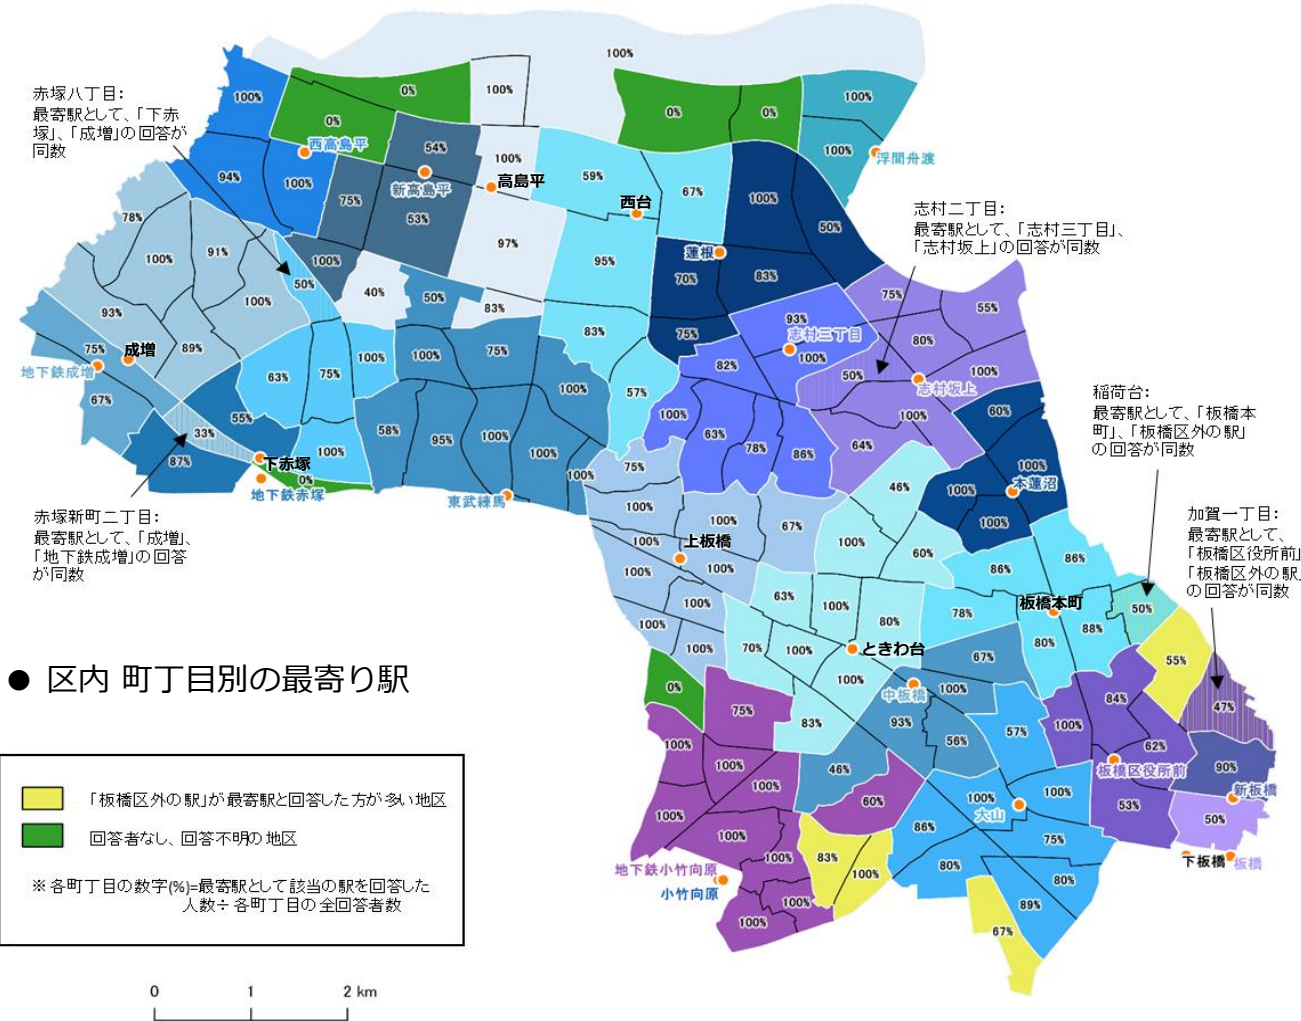 赤塚八丁目:
最寄駅として、「下赤
塚」、「成増」の回答が
同数
100%
100%
0%
100%
0%
0%
0%
100%
100%
西高島平
54%
新高島平
53%
75%
100%
100%
高島平
97%
94%
100%
59%
67%
西台
95%
100%
50%
蓮根
70%
83%
75%
浮間舟渡
志村二丁目:
最寄駅として、「志村三丁目」、
「志村坂上」の回答が同数
78%
100%
91%
100%
50%
93%
89%
40%
50%
83%
75%
成増
地下鉄成増
67%
63%
75%
100%
100%
75%
83%
57%
100%
93%
志村三丁目
100%
82%
50%
75%
55%
80%
100%
志村坂上
100%
64%
100%
63%
78%
86%
55%
33%
87%
下赤塚
地下鉄赤塚
0%
100%
58%
95%
100%
100%
100%
東武練馬
60%
100%
100%
本蓮沼
100%
稲荷台:
最寄駅として、「板橋本
町」、「板橋区外の駅」
の回答が同数
加賀一丁目:
最寄駅として、
「板橋区役所前」
「板橋区外の駅」
の回答が同数
赤塚新町二丁目:
最寄駅として、「成増」、
「地下鉄成増」の回答
が同数
75%
100%
100%
67%
100%
上板橋
100%
100%
100%
100%
100%
46%
100%
60%
63%
100%
80%
70%
100%
ときわ台
100%
83%
86%
86%
78%
板橋本町
80%
88%
50%
55%
47%
67%
中板橋
100%
93%
56%
46%
57%
84%
100%
62%
板橋区役所前
53%
90%
新板橋
50%
下板橋
板橋
● 区内 町丁目別の最寄り駅
0%
75%
100%
100%
100%
100%
60%
100%
100%
83%
100%
地下鉄小竹向原
小竹向原
100%
100%
100%
100%
大山
86%
75%
80%
80%
89%
67%
「板橋区外の駅」が最寄駅と回答した方が多い地区
回答者なし、回答不明の地区
※各町丁目の数字(%)=最寄駅として該当の駅を回答した
人数÷各町丁目の全回答者数
0 1 2 km